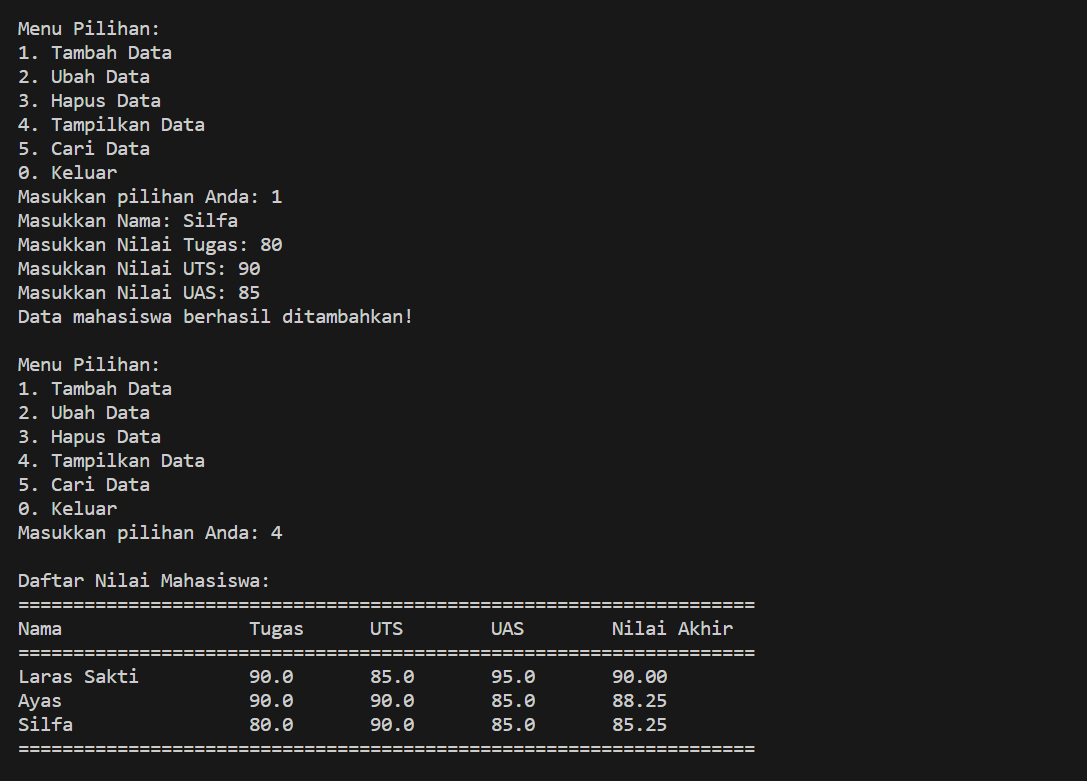 Menu Pilihan:
1. Tambah Data
2. Ubah Data
3. Hapus Data
4. Tampilkan Data
5. Cari Data
0. Keluar
Masukkan pilihan Anda: 1
Masukkan Nama: Silfa
Masukkan Nilai Tugas: 80
Masukkan Nilai UTS: 90
Masukkan Nilai UAS: 85
Data mahasiswa berhasil ditambahkan!

Menu Pilihan:
1. Tambah Data
2. Ubah Data
3. Hapus Data
4. Tampilkan Data
5. Cari Data
0. Keluar
Masukkan pilihan Anda: 4

Daftar Nilai Mahasiswa:
===================================================================
Nama                 Tugas      UTS        UAS        Nilai Akhir
===================================================================
Laras Sakti          90.0       85.0       95.0       90.00
Ayas                 90.0       90.0       85.0       88.25
Silfa                80.0       90.0       85.0       85.25
===================================================================